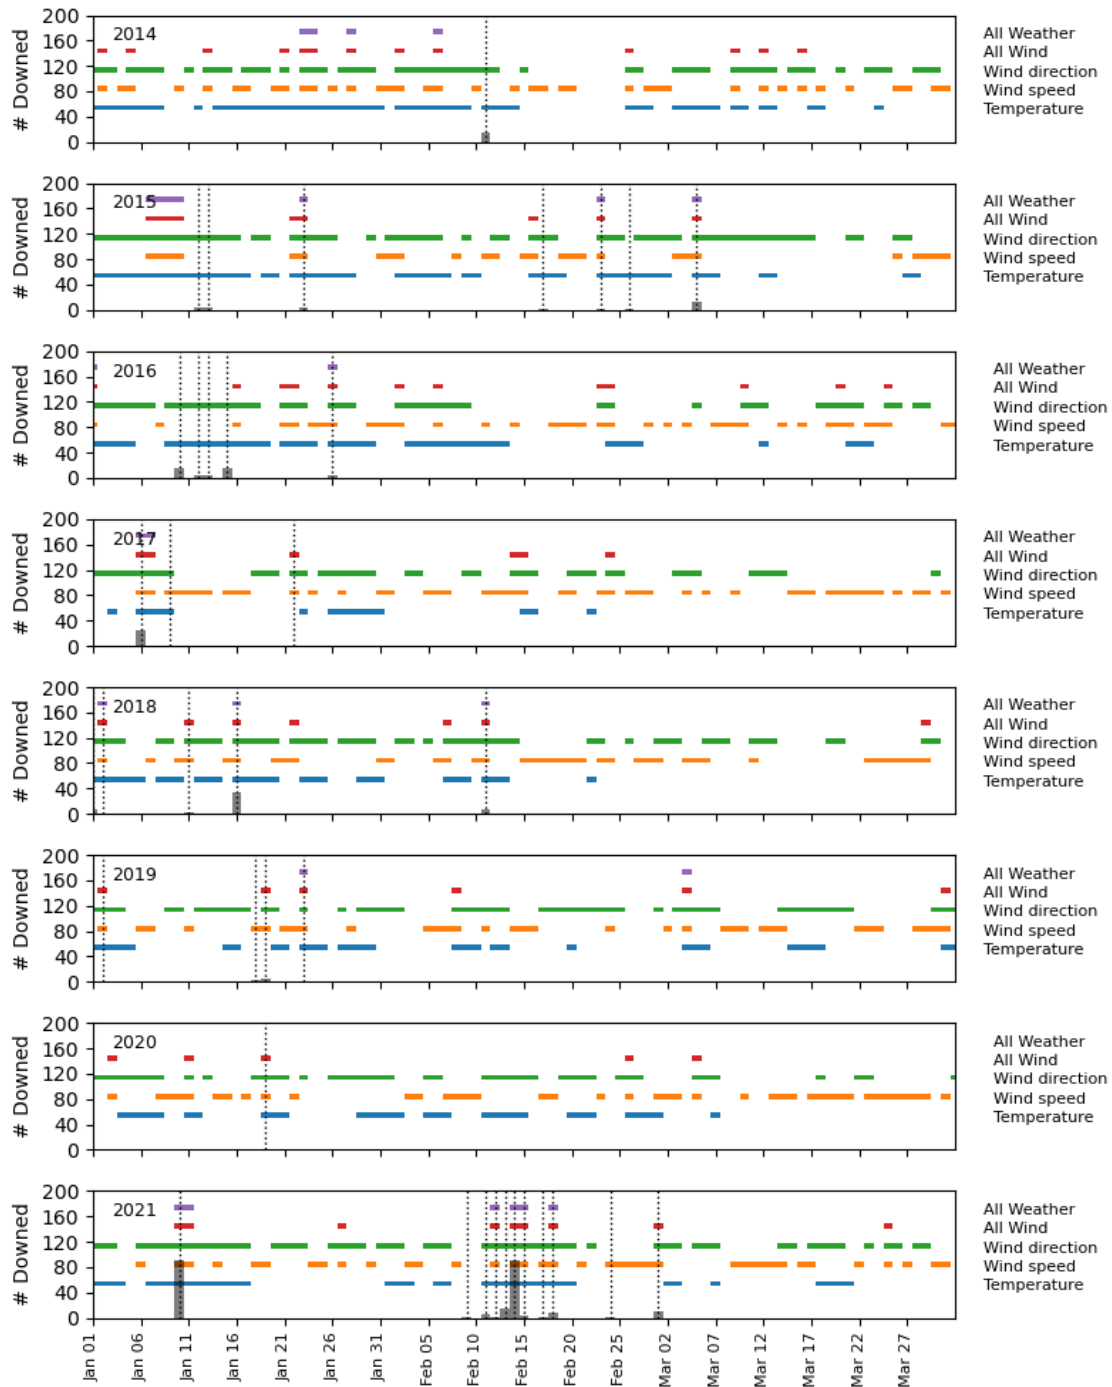 # Downed
200
160
120
80
40
0
2014
All Weather
All Wind
Wind direction
Wind speed
Temperature
# Downed
200
160
120
80
40
0
2015
All Weather
All Wind
Wind direction
Wind speed
Temperature
# Downed
200
160
120
80
40
0
2016
All Weather
All Wind
Wind direction
Wind speed
Temperature
# Downed
200
160
120
80
40
0
2017
All Weather
All Wind
Wind direction
Wind speed
Temperature
# Downed
200
160
120
80
40
0
2018
All Weather
All Wind
Wind direction
Wind speed
Temperature
# Downed
200
160
120
80
40
0
2019
All Weather
All Wind
Wind direction
Wind speed
Temperature
# Downed
200
160
120
80
40
0
2020
All Weather
All Wind
Wind direction
Wind speed
Temperature
# Downed
200
160
120
80
40
0
2021
All Weather
All Wind
Wind direction
Wind speed
Temperature
Jan 01
Jan 06
Jan 11
Jan 16
Jan 21
Jan 26
Jan 31
Feb 05
Feb 10
Feb 15
Feb 20
Feb 25
Mar 02
Mar 07
Mar 12
Mar 17
Mar 22
Mar 27